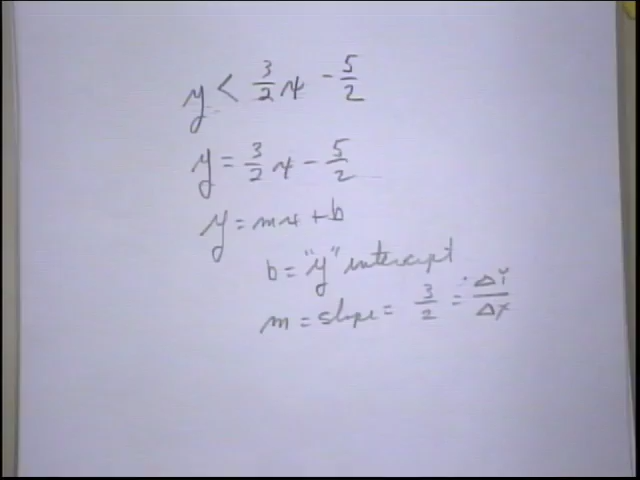 y < 3/2 x - 5/2
y = 3/2 x - 5/2
y = mx + b
b = "y" intercept
m = slope = 3/2 = ΔY/ΔX